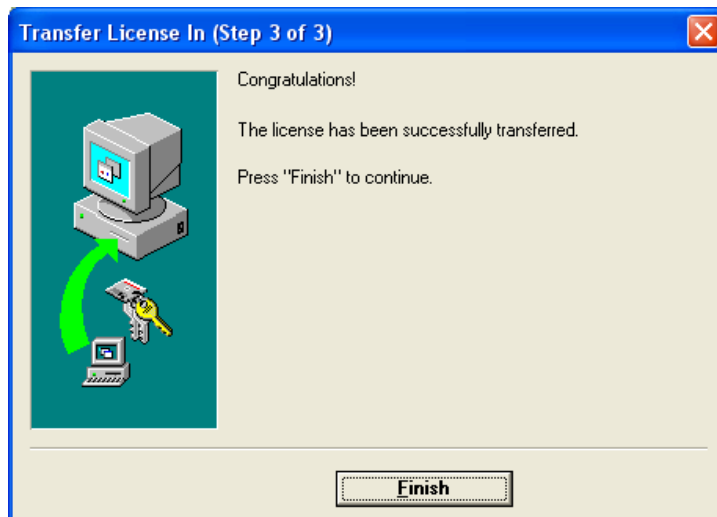 Transfer License In (Step 3 of 3)
Congratulations!
The license has been successfully transferred.
Press "Finish" to continue.
Finish